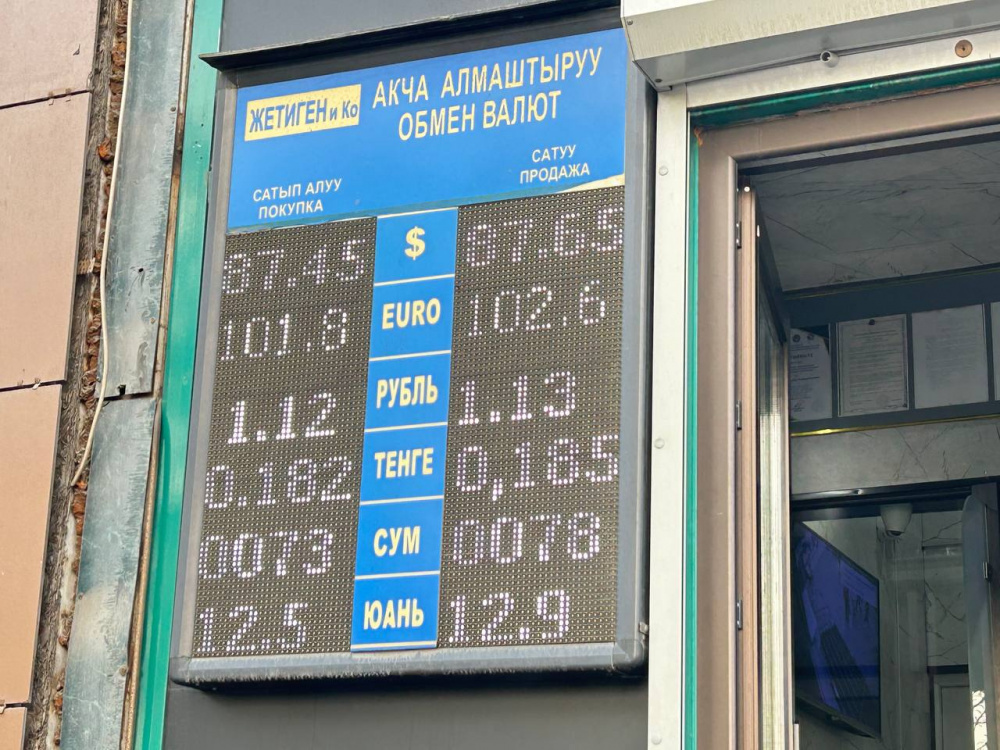 ЖЕТИГЕН и Ко АКЧА АЛМАШТЫРУУ
ОБМЕН ВАЛЮТ
САТЫП АЛУУ
ПОКУПКА
САТУУ
ПРОДАЖА
87.45 $ 87.65
101.8 EURO 102.6
1.12 РУБЛЬ 1.13
0.182 ТЕНГЕ 0,185
0073 СУМ 0078
12.5 ЮАНЬ 12.9